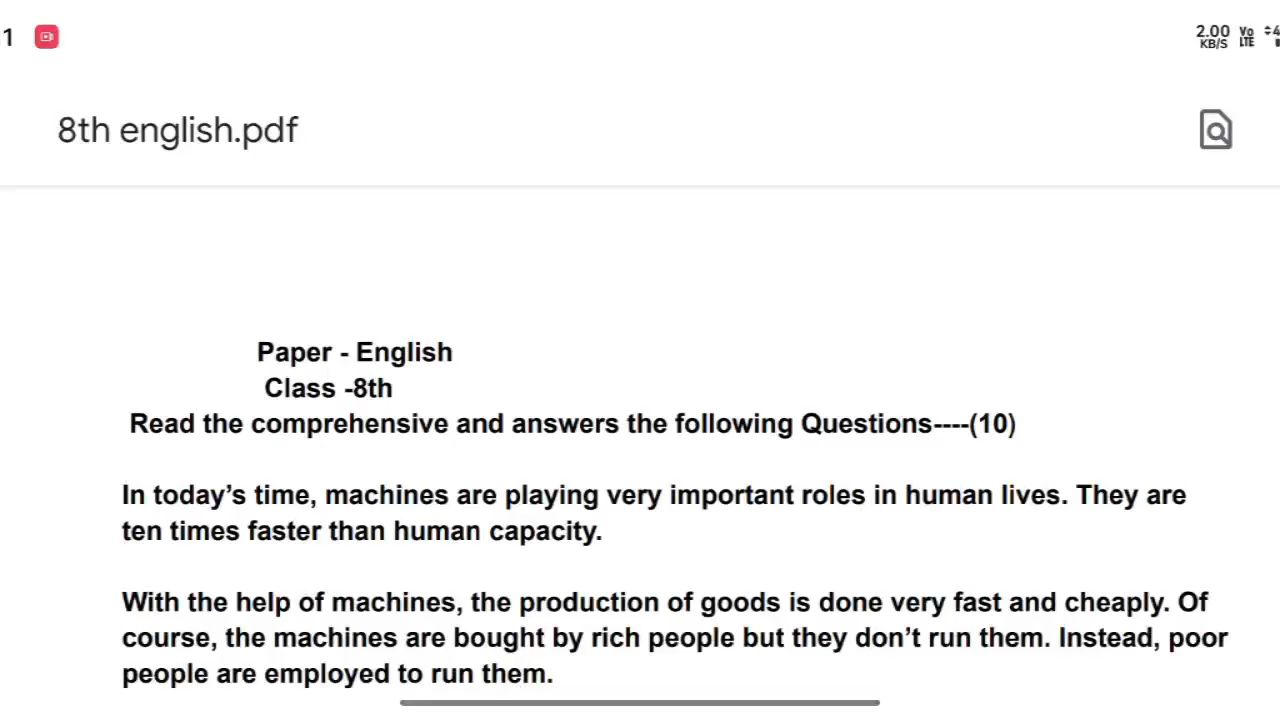 1
2.00
KB/S
Vo
LTE
4
8th english.pdf
Paper - English
Class -8th
Read the comprehensive and answers the following Questions----(10)
In today's time, machines are playing very important roles in human lives. They are
ten times faster than human capacity.
With the help of machines, the production of goods is done very fast and cheaply. Of
course, the machines are bought by rich people but they don't run them. Instead, poor
people are employed to run them.